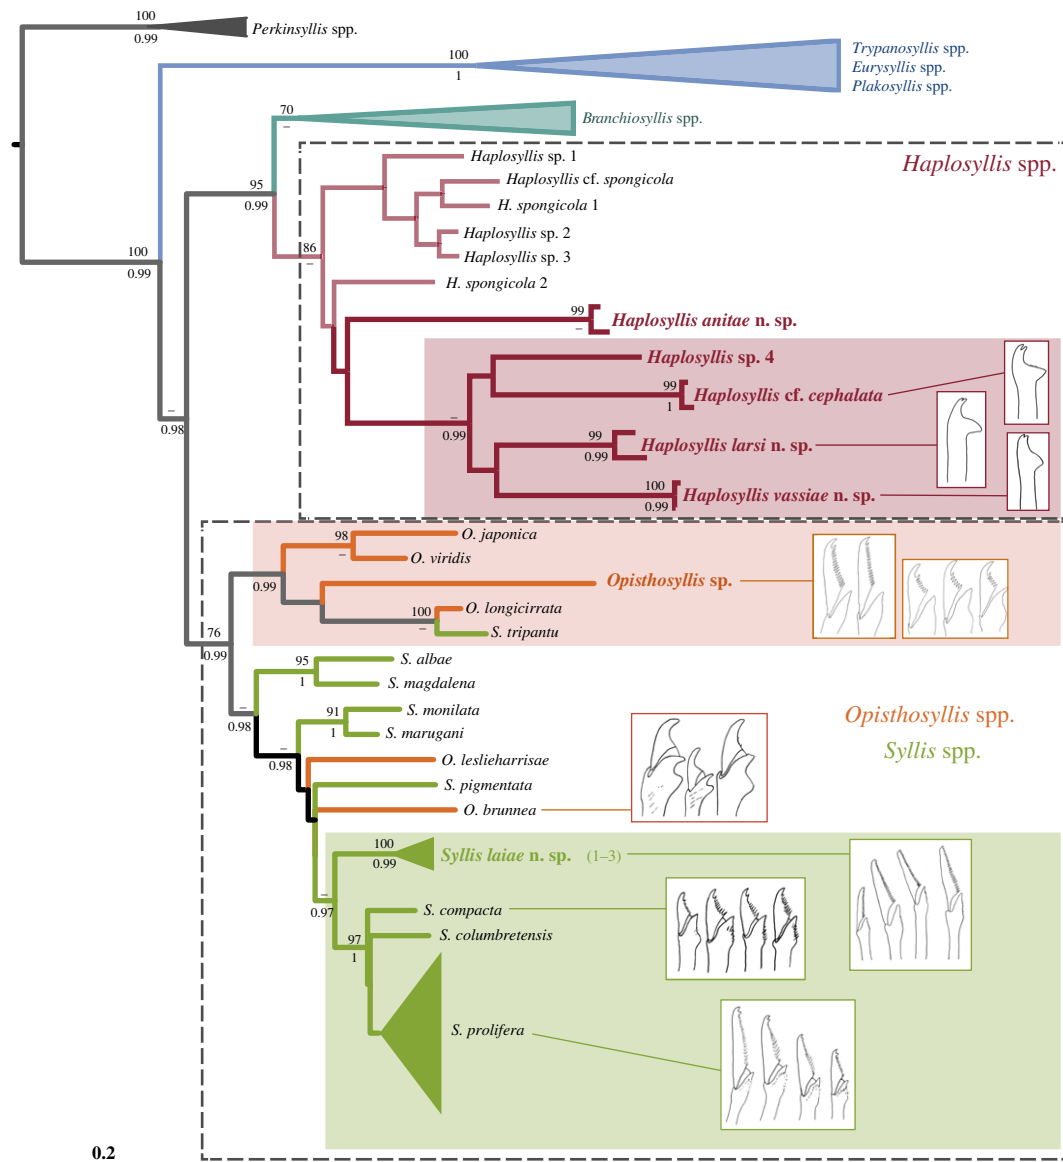 100
0.99
Perkinsyllis spp.
100
1
Trypanosyllis spp.
Eurysyllis spp.
Plakosyllis spp.
70
–
Branchiosyllis spp.
Haplosyllis spp.
Haplosyllis sp. 1
Haplosyllis cf. spongicola
95
0.99
H. spongicola 1
Haplosyllis sp. 2
86
–
Haplosyllis sp. 3
100
0.99
H. spongicola 2
99
–
Haplosyllis anitae n. sp.
Haplosyllis sp. 4
99
1
Haplosyllis cf. cephalata
–
0.98
–
0.99
99
0.99
Haplosyllis larsi n. sp.
100
0.99
Haplosyllis vassiae n. sp.
98
–
O. japonica
O. viridis
0.99
Opisthosyllis sp.
100
–
O. longicirrata
S. tripantu
76
0.99
95
1
S. albae
S. magdalena
–
0.98
91
1
S. monilata
S. marugani
Opisthosyllis spp.
Syllis spp.
–
0.98
O. leslieharrisae
S. pigmentata
O. brunnea
100
0.99
Syllis laiae n. sp. (1–3)
–
0.97
S. compacta
97
1
S. columbretensis
S. prolifera
0.2